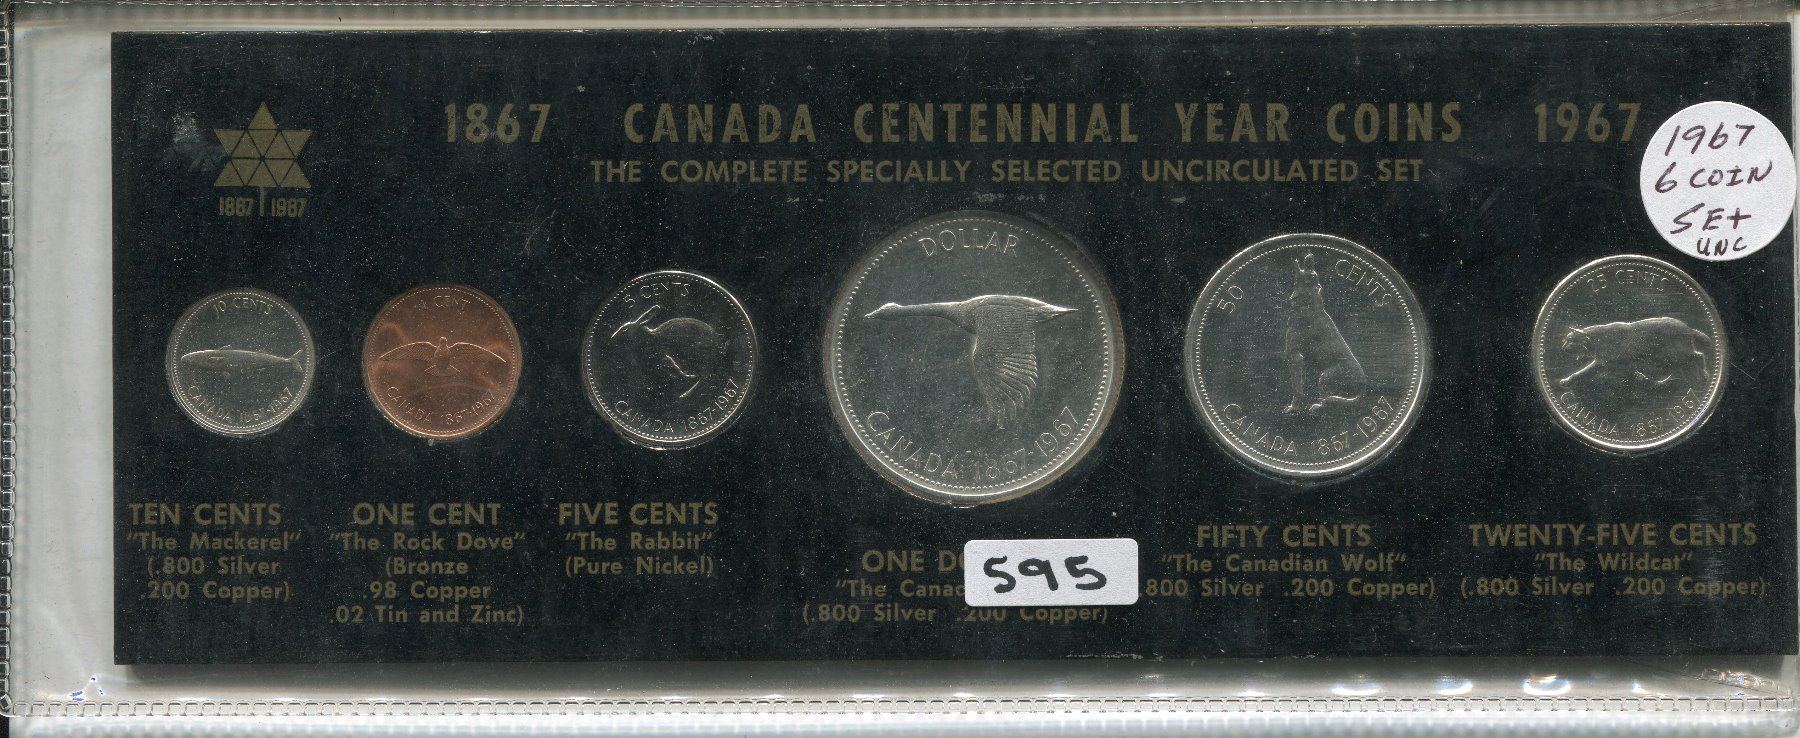 1867 CANADA CENTENNIAL YEAR COINS 1967
THE COMPLETE SPECIALLY SELECTED UNCIRCULATED SET
1867 1967
1967
6 COIN
SET
UNC
10 CENTS
CANADA 1867-1967
1 CENT
CANADA 1867-1967
5 CENTS
CANADA 1867-1967
DOLLAR
CANADA 1867-1967
50 CENTS
CANADA 1867-1967
25 CENTS
CANADA 1867-1967
TEN CENTS
"The Mackerel"
(.800 Silver
.200 Copper)
ONE CENT
"The Rock Dove"
(Bronze
.98 Copper
.02 Tin and Zinc)
FIVE CENTS
"The Rabbit"
(Pure Nickel)
ONE DO
"The Canad
(.800 Silver .200 Copper)
595
FIFTY CENTS
"The Canadian Wolf"
800 Silver .200 Copper)
TWENTY-FIVE CENTS
"The Wildcat"
(.800 Silver .200 Copper)